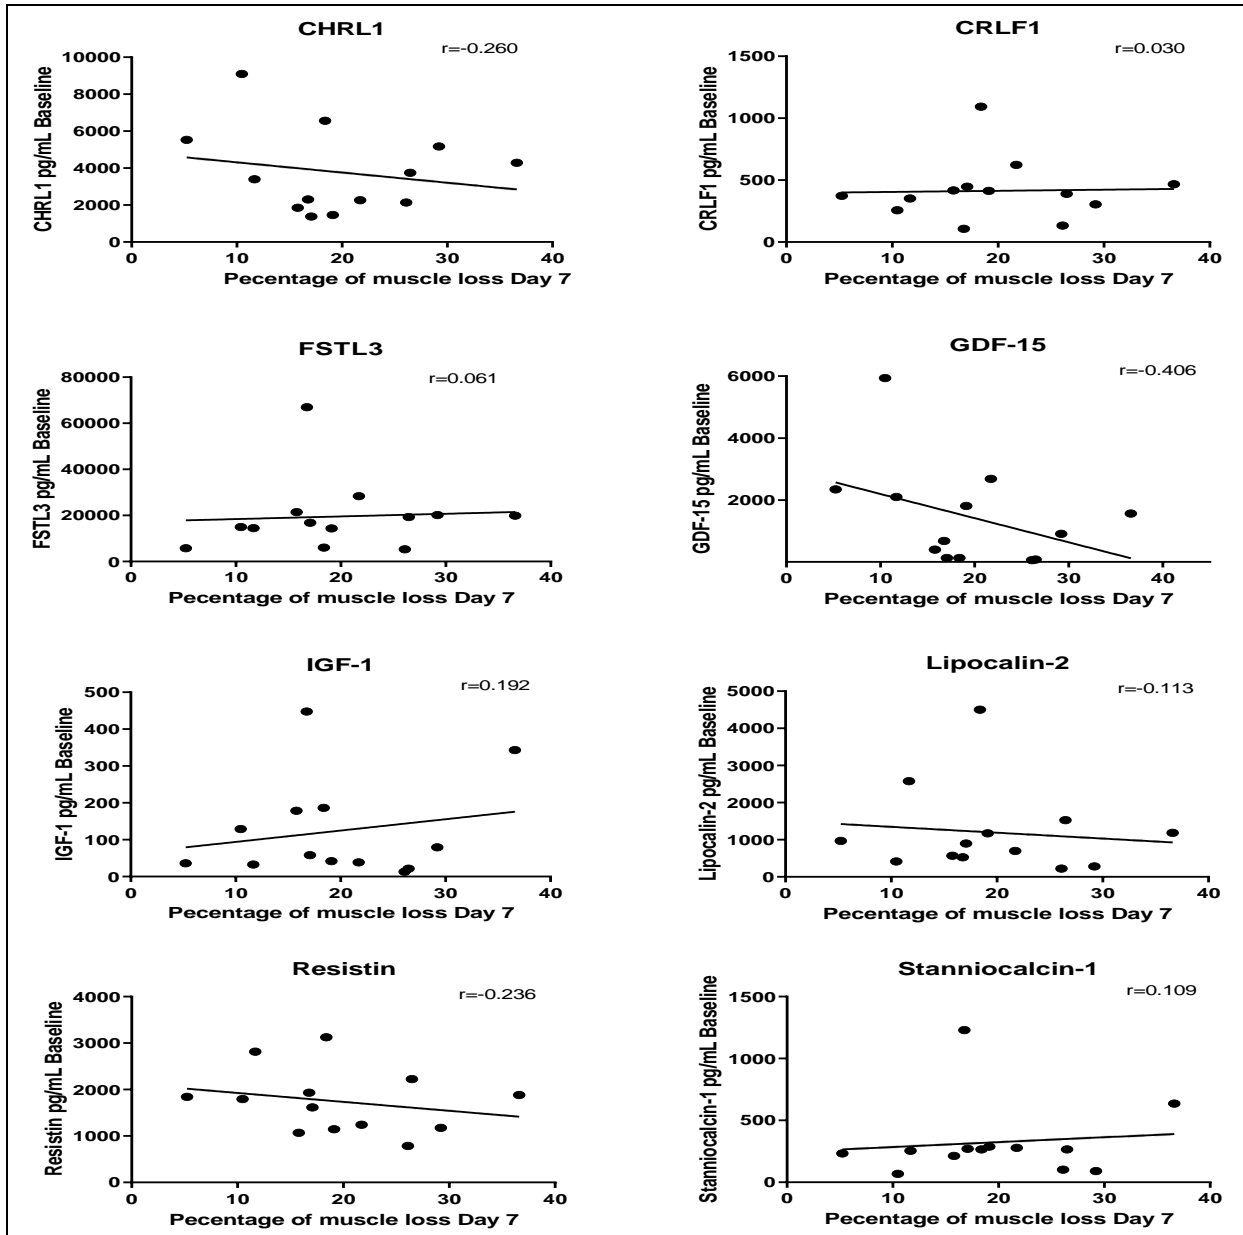 CHRL1
r=-0.260
CHRL1 pg/mL Baseline
10000
8000
6000
4000
2000
0
0 10 20 30 40
Pecentage of muscle loss Day 7
CRLF1
r=0.030
CRLF1 pg/mL Baseline
1500
1000
500
0
0 10 20 30 40
Pecentage of muscle loss Day 7
FSTL3
r=0.061
FSTL3 pg/mL Baseline
80000
60000
40000
20000
0
0 10 20 30 40
Pecentage of muscle loss Day 7
GDF-15
r=-0.406
GDF-15 pg/mL Baseline
6000
4000
2000
0 10 20 30 40
Pecentage of muscle loss Day 7
IGF-1
r=0.192
IGF-1 pg/mL Baseline
500
400
300
200
100
0
0 10 20 30 40
Pecentage of muscle loss Day 7
Lipocalin-2
r=-0.113
Lipocalin-2 pg/mL Baseline
5000
4000
3000
2000
1000
0
0 10 20 30 40
Pecentage of muscle loss Day 7
Resistin
r=-0.236
Resistin pg/mL Baseline
4000
3000
2000
1000
0
0 10 20 30 40
Pecentage of muscle loss Day 7
Stanniocalcin-1
r=0.109
Stanniocalcin-1 pg/mL Baseline
1500
1000
500
0
0 10 20 30 40
Pecentage of muscle loss Day 7